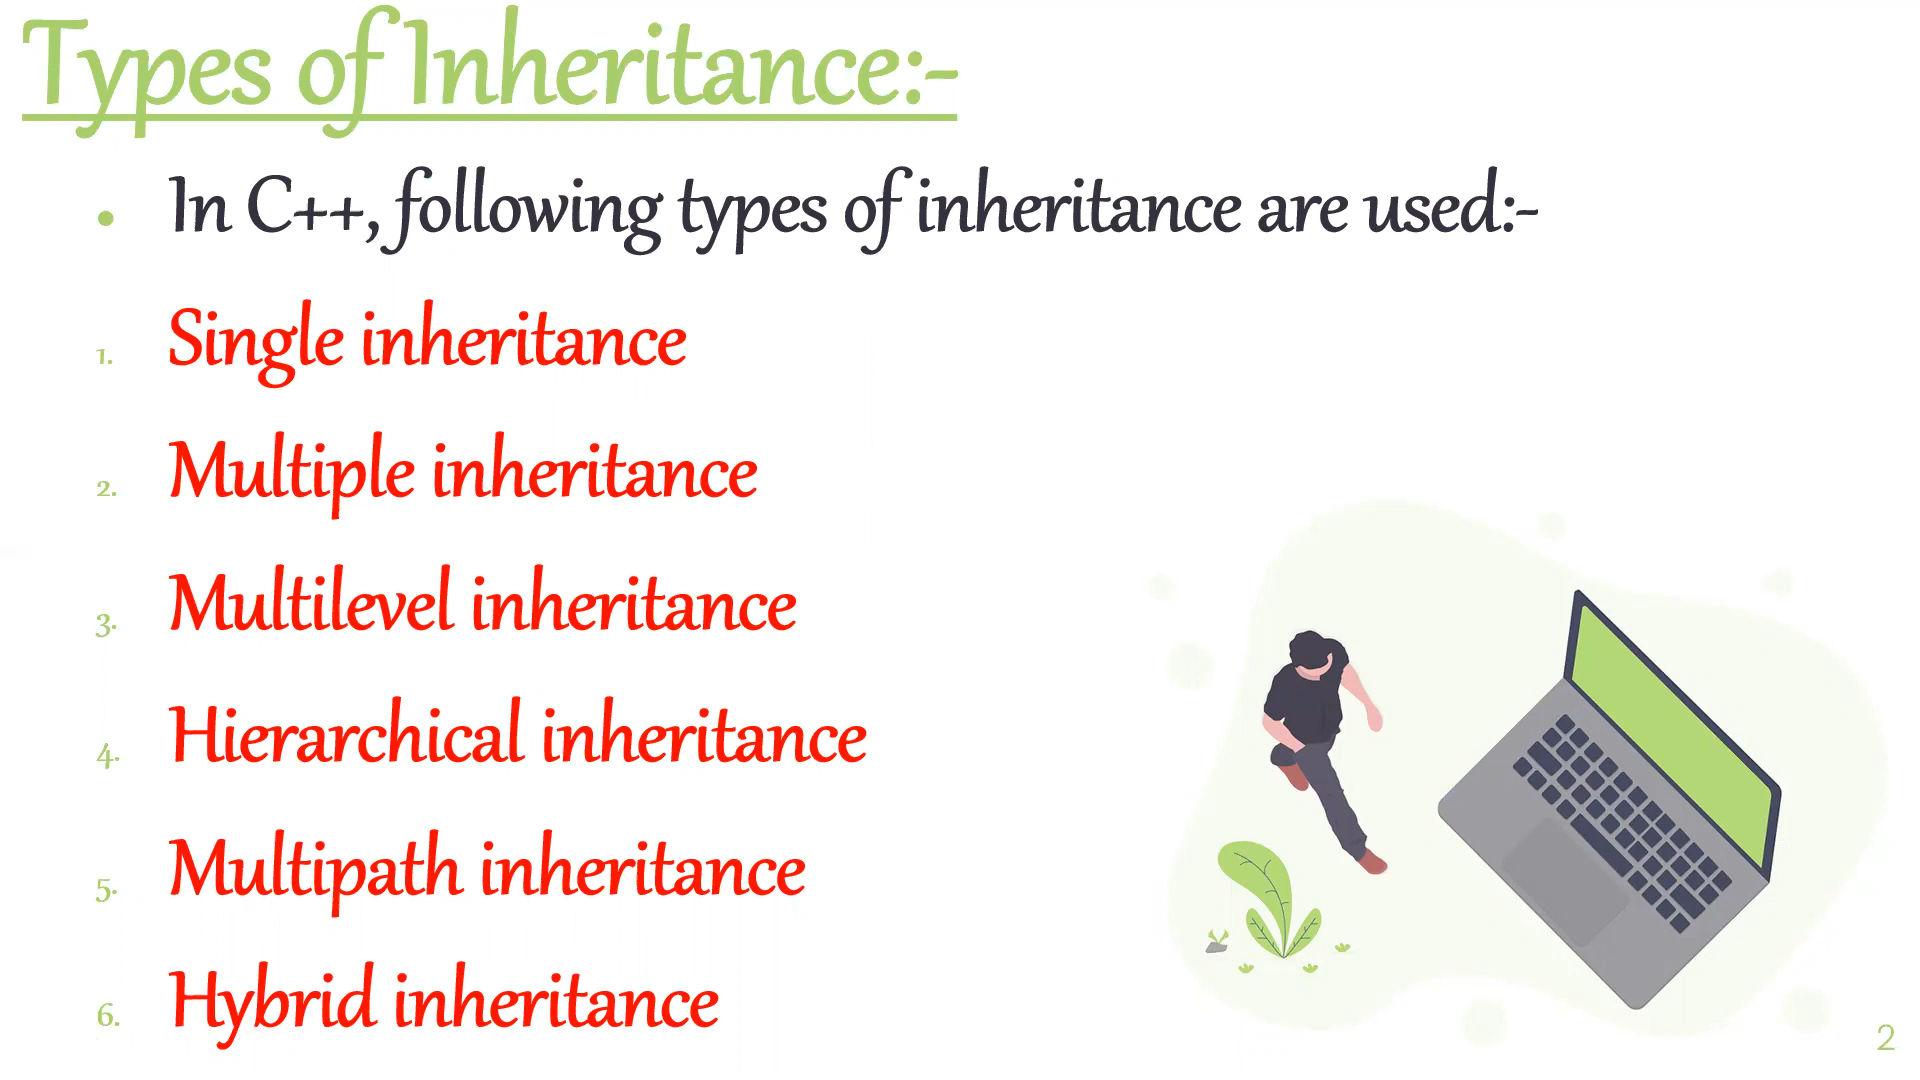 Types of Inheritance:-
• In C++, following types of inheritance are used:-
1. Single inheritance
2. Multiple inheritance
3. Multilevel inheritance
4. Hierarchical inheritance
5. Multipath inheritance
6. Hybrid inheritance
2